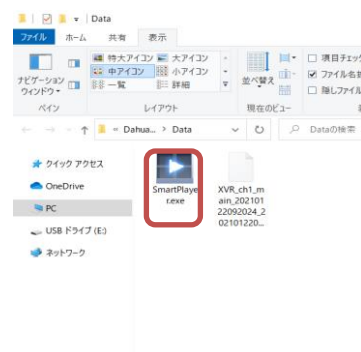 Data
ファイル ホーム 共有 表示
特大アイコン 大アイコン
中アイコン 小アイコン
一覧 詳細
ナビゲーション
ウィンドウ▾
並べ替え
▾
項目チェッ
ファイル名拡
隠しファイル
ペイン レイアウト 現在のビュー
« Dahua... > Data
Dataの検索
クイック アクセス
OneDrive
PC
USB ドライブ (E:)
ネットワーク
SmartPlaye
r.exe
XVR_ch1_m
ain_202101
22092024_2
02101220...